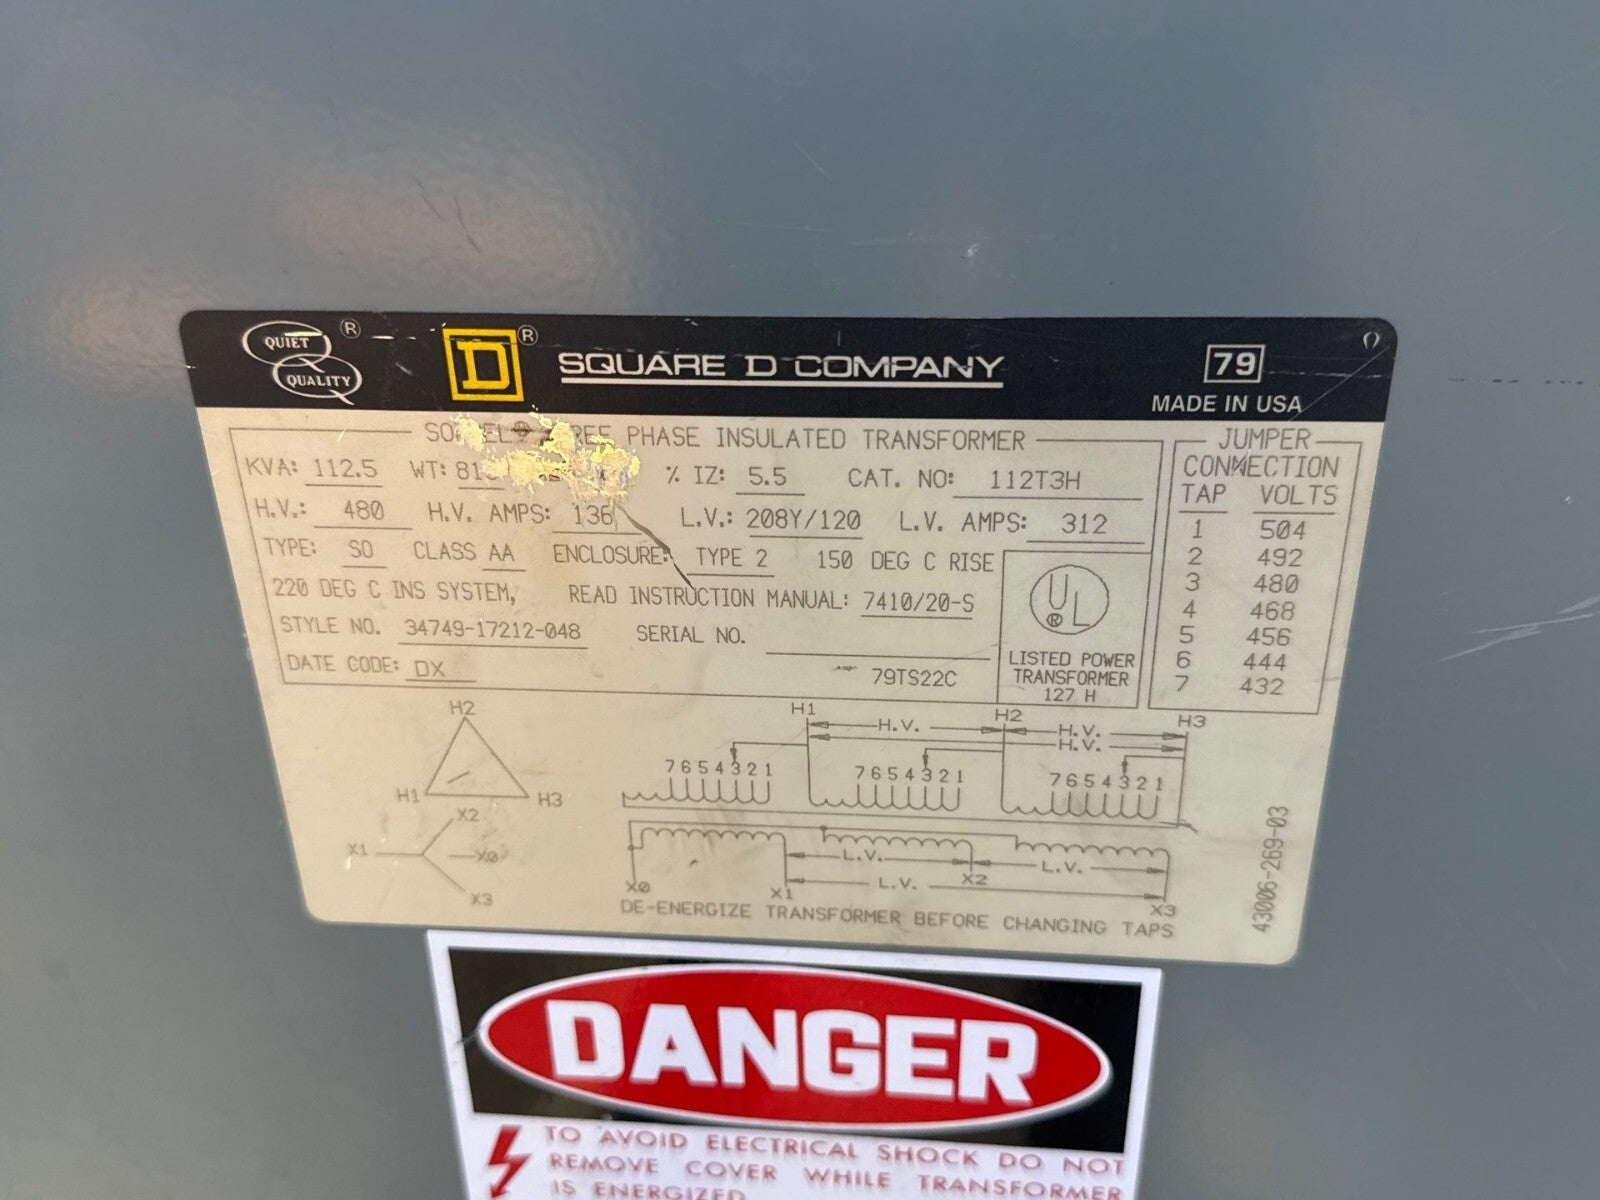 QUIET ® D ® SQUARE D COMPANY 79
QUALITY MADE IN USA
PHASE INSULATED TRANSFORMER
KVA: 112.5 WT: % IZ: 5.5 CAT. NO: 112T3H
H.V.: 480 H.V. AMPS: 136 L.V.: 208Y/120 L.V. AMPS: 312
TYPE: SO CLASS AA ENCLOSURE: TYPE 2 150 DEG C RISE
220 DEG C INS SYSTEM, READ INSTRUCTION MANUAL: 7410/20-S
STYLE NO. 34749-17212-048 SERIAL NO.
DATE CODE: DX 79TS22C
UL ®
LISTED POWER
TRANSFORMER
127 H
JUMPER
CONNECTION
TAP VOLTS
1 504
2 492
3 480
4 468
5 456
6 444
7 432
H2
H1 H3
X2
X1 X0
X3
H1 H2 H3
H.V. H.V.
H.V.
7 6 5 4 3 2 1 7 6 5 4 3 2 1 7 6 5 4 3 2 1
L.V. L.V.
L.V.
X0 X1 X2 X3
DE-ENERGIZE TRANSFORMER BEFORE CHANGING TAPS
43006-269-03
DANGER
TO AVOID ELECTRICAL SHOCK DO NOT
REMOVE COVER WHILE TRANSFORMER
IS ENERGIZED